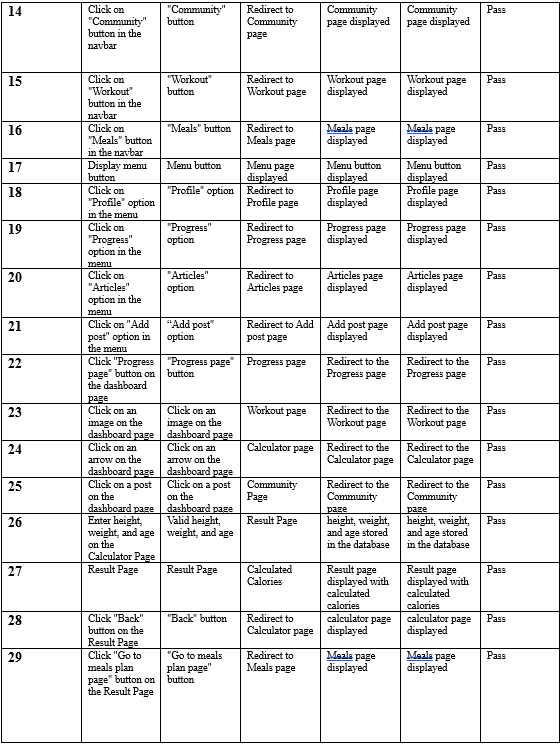 14
Click on
"Community"
button in the
navbar
"Community"
button
Redirect to
Community
page
Community
page displayed
Community
page displayed
Pass
15
Click on
"Workout"
button in the
navbar
"Workout"
button
Redirect to
Workout page
Workout page
displayed
Workout page
displayed
Pass
16
Click on
"Meals" button
in the navbar
"Meals" button
Redirect to
Meals page
Meals page
displayed
Meals page
displayed
Pass
17
Display menu
button
Menu button
Menu page
displayed
Menu button
displayed
Menu button
displayed
Pass
18
Click on
"Profile" option
in the menu
"Profile" option
Redirect to
Profile page
Profile page
displayed
Profile page
displayed
Pass
19
Click on
"Progress"
option in the
menu
"Progress"
option
Redirect to
Progress page
Progress page
displayed
Progress page
displayed
Pass
20
Click on
"Articles"
option in the
menu
"Articles"
option
Redirect to
Articles page
Articles page
displayed
Articles page
displayed
Pass
21
Click on "Add
post" option in
the menu
“Add post"
option
Redirect to Add
post page
Add post page
displayed
Add post page
displayed
Pass
22
Click "Progress
page" button on
the dashboard
page
"Progress page"
button
Progress page
Redirect to the
Progress page
Redirect to the
Progress page
Pass
23
Click on an
image on the
dashboard page
Click on an
image on the
dashboard page
Workout page
Redirect to the
Workout page
Redirect to the
Workout page
Pass
24
Click on an
arrow on the
dashboard page
Click on an
arrow on the
dashboard page
Calculator page
Redirect to the
Calculator page
Redirect to the
Calculator page
Pass
25
Click on a post
on the
dashboard page
Click on a post
on the
dashboard page
Community
Page
Redirect to the
Community
page
Redirect to the
Community
page
Pass
26
Enter height,
weight, and age
on the
Calculator Page
Valid height,
weight, and age
Result Page
height, weight,
and age stored
in the database
height, weight,
and age stored
in the database
Pass
27
Result Page
Result Page
Calculated
Calories
Result page
displayed with
calculated
calories
Result page
displayed with
calculated
calories
Pass
28
Click "Back"
button on the
Result Page
"Back" button
Redirect to
Calculator page
calculator page
displayed
calculator page
displayed
Pass
29
Click "Go to
meals plan
page" button on
the Result Page
"Go to meals
plan page"
button
Redirect to
Meals page
Meals page
displayed
Meals page
displayed
Pass